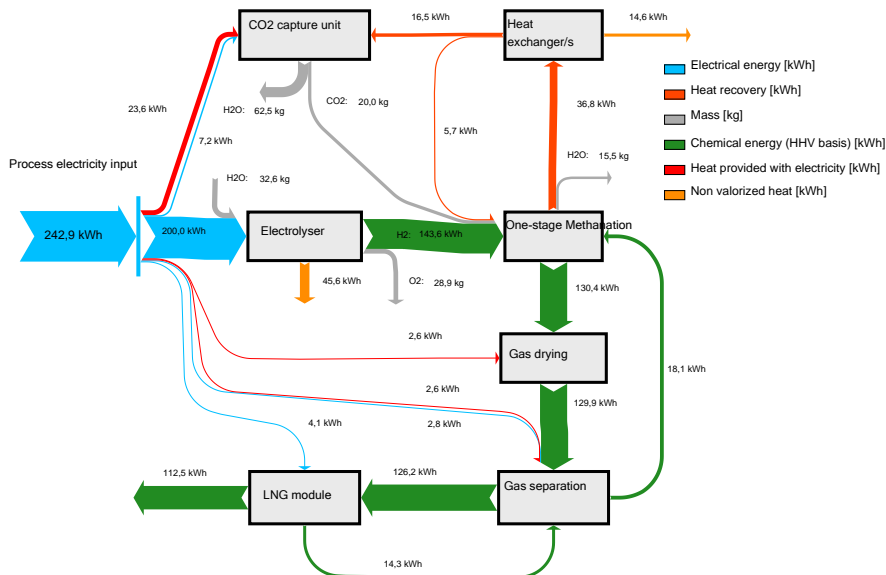 CO2 capture unit
16,5 kWh
Heat
exchanger/s
14,6 kWh
Electrical energy [kWh]
Heat recovery [kWh]
Mass [kg]
Chemical energy (HHV basis) [kWh]
Heat provided with electricity [kWh]
Non valorized heat [kWh]
23,6 kWh
H2O: 62,5 kg
CO2: 20,0 kg
36,8 kWh
7,2 kWh
5,7 kWh
H2O: 15,5 kg
Process electricity input
H2O: 32,6 kg
242,9 kWh
200,0 kWh
Electrolyser
H2: 143,6 kWh
One-stage Methanation
45,6 kWh
O2: 28,9 kg
130,4 kWh
2,6 kWh
Gas drying
18,1 kWh
2,6 kWh
129,9 kWh
4,1 kWh
2,8 kWh
112,5 kWh
LNG module
126,2 kWh
Gas separation
14,3 kWh